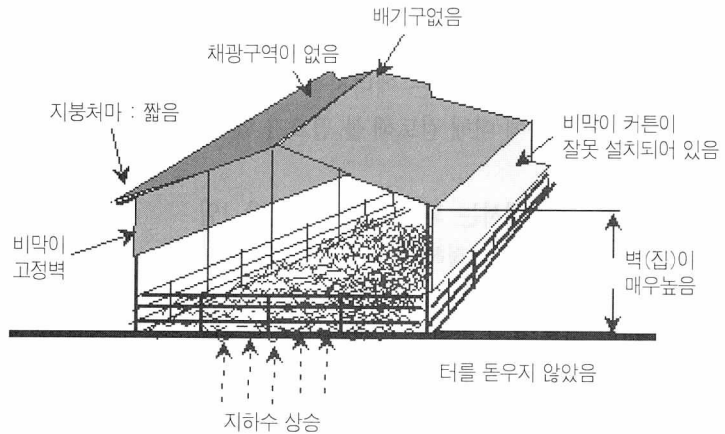 배기구없음
채광구역이 없음
지붕처마 : 짧음
비막이 커튼이
잘못 설치되어 있음
비막이
고정벽
벽(집)이
매우높음
터를 돋우지 않았음
지하수 상승